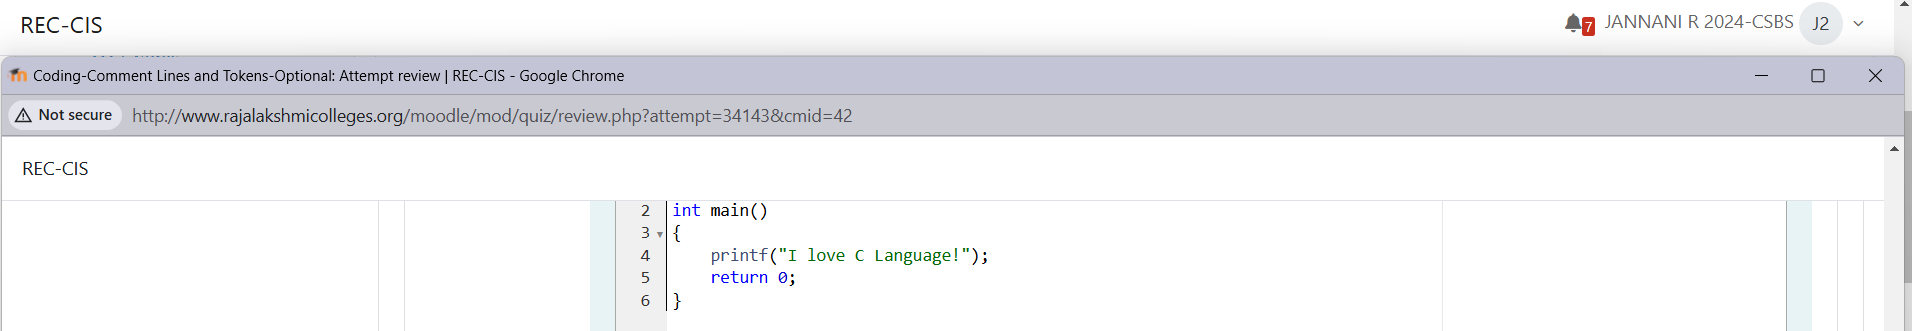 REC-CIS
7 JANNANI R 2024-CSBS J2
Coding-Comment Lines and Tokens-Optional: Attempt review | REC-CIS - Google Chrome
Not secure http://www.rajalakshmicolleges.org/moodle/mod/quiz/review.php?attempt=34143&cmid=42
REC-CIS
2 int main()
3 {
4 printf("I love C Language!");
5 return 0;
6 }